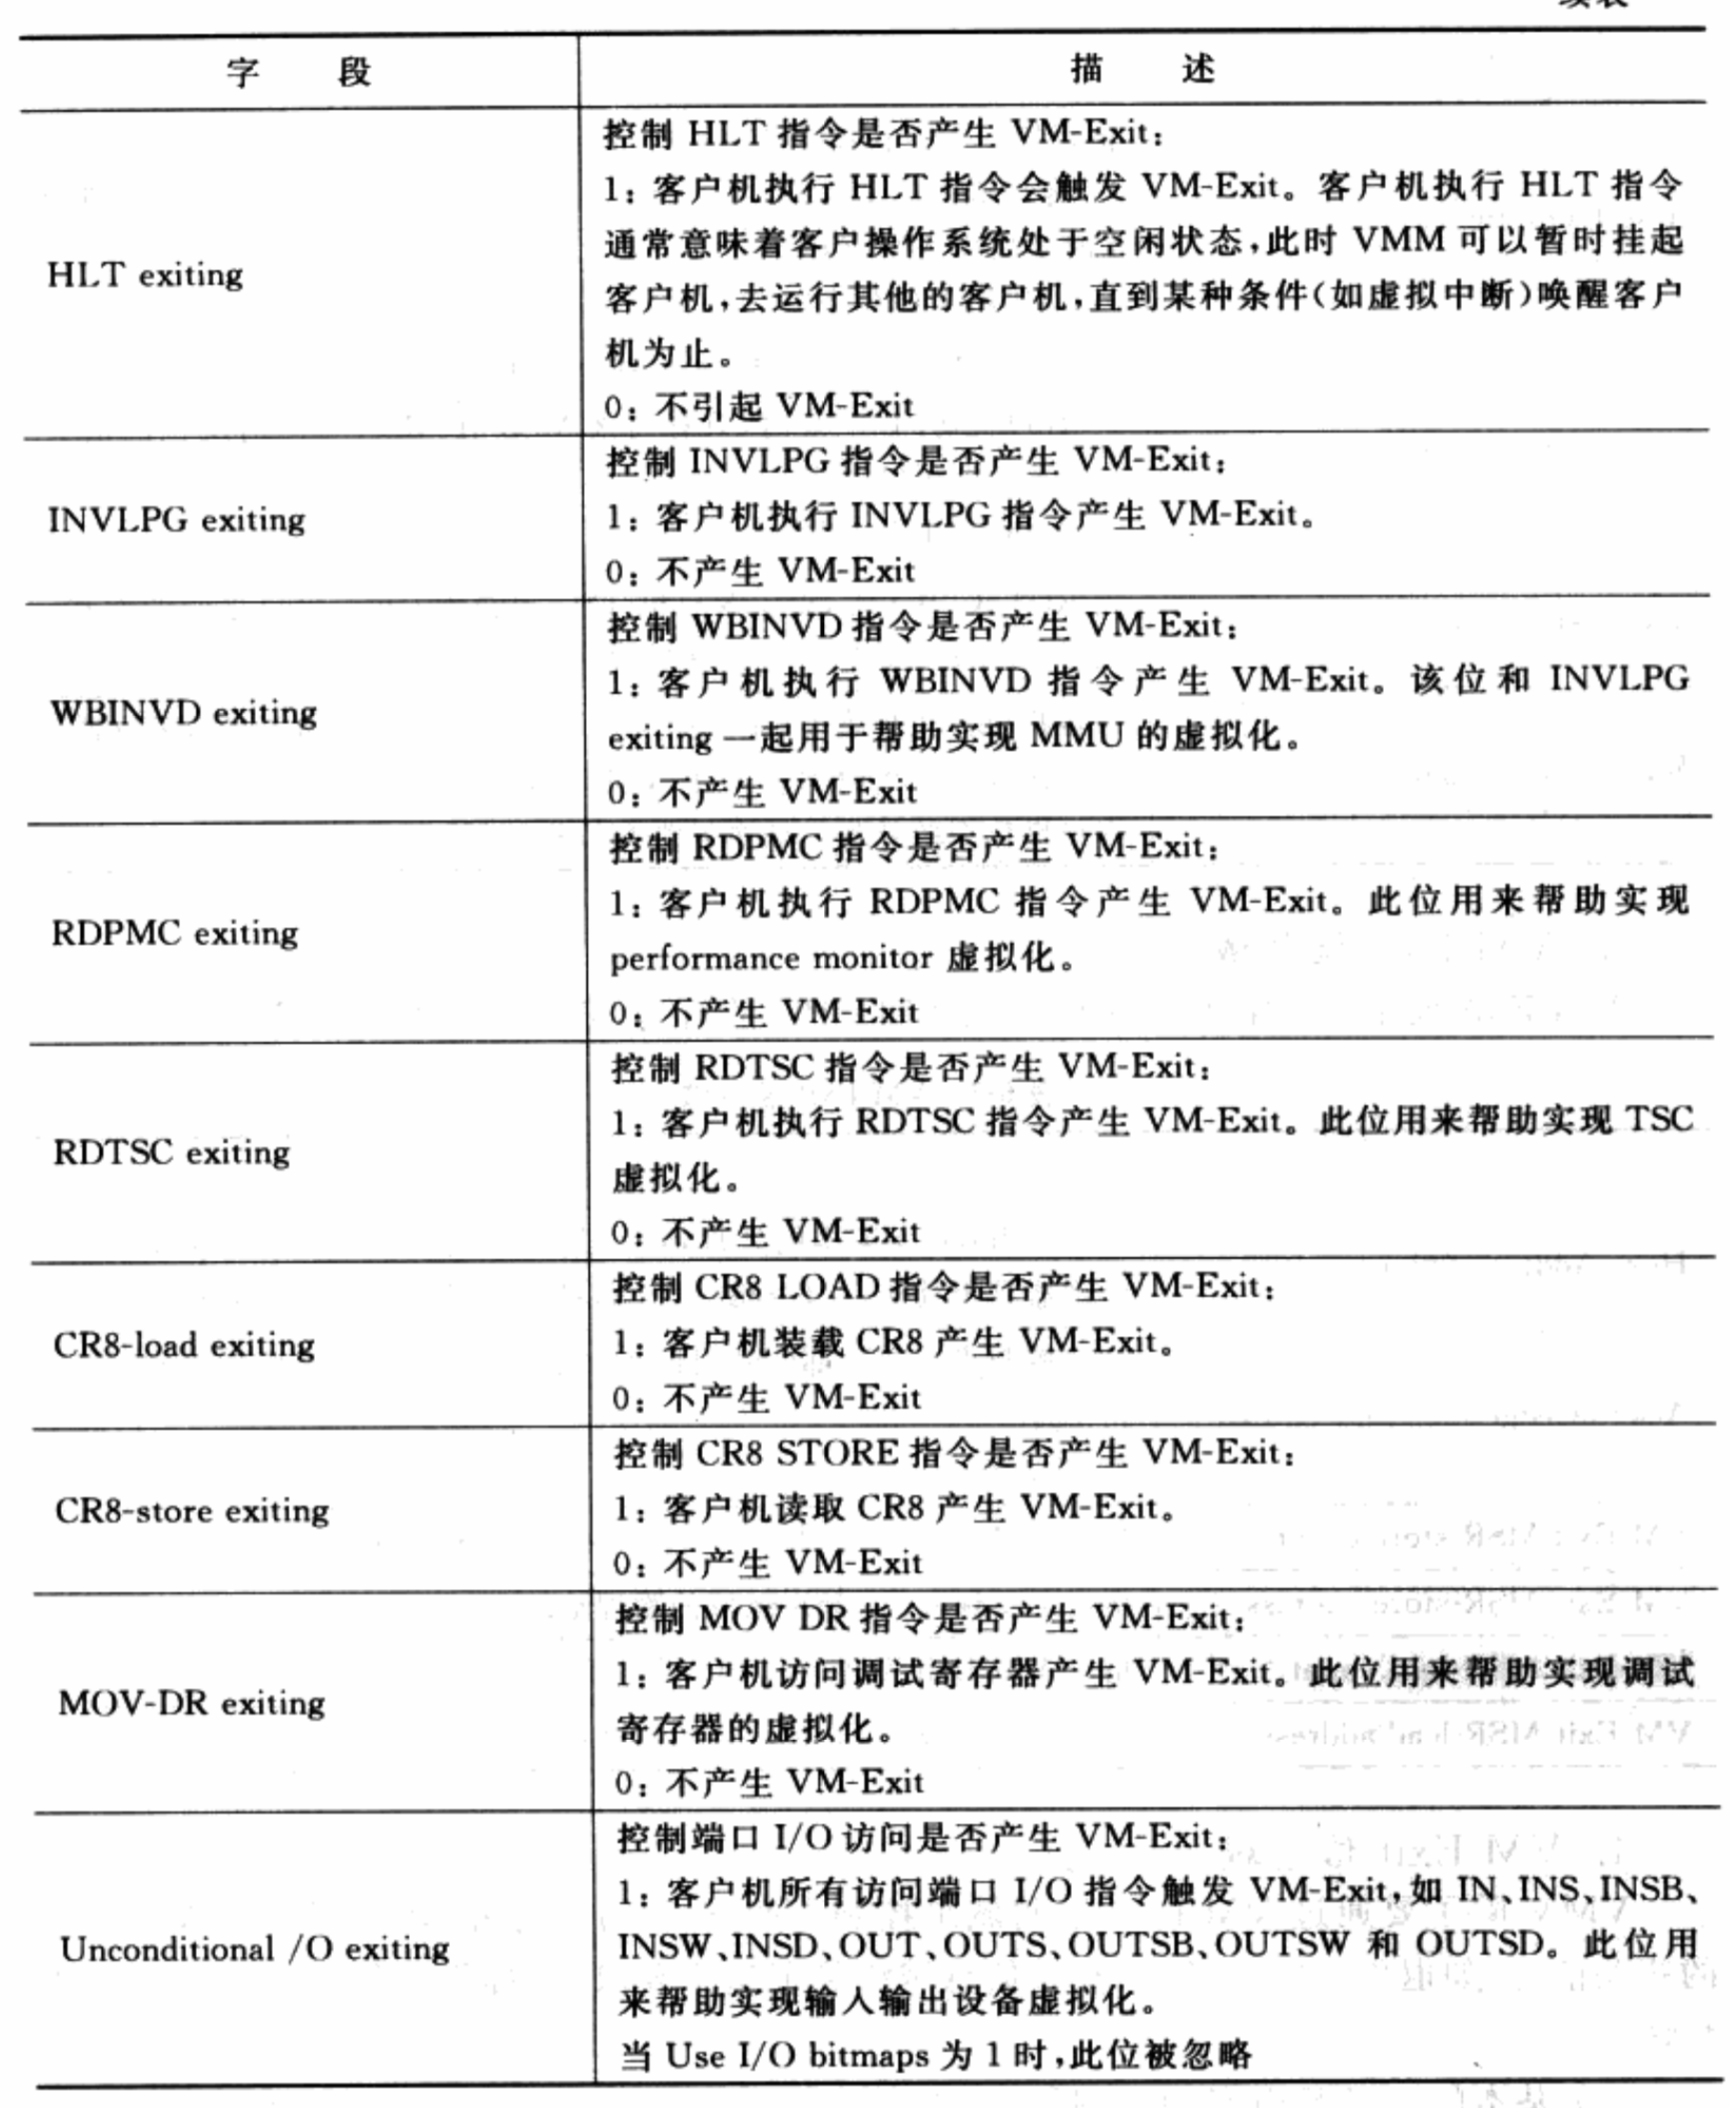 字 段
描 述
HLT exiting
控制 HLT 指令是否产生 VM-Exit：
1：客户机执行 HLT 指令会触发 VM-Exit。客户机执行 HLT 指令
通常意味着客户操作系统处于空闲状态，此时 VMM 可以暂时挂起
客户机，去运行其他的客户机，直到某种条件（如虚拟中断）唤醒客户
机为止。
0：不引起 VM-Exit
INVLPG exiting
控制 INVLPG 指令是否产生 VM-Exit：
1：客户机执行 INVLPG 指令产生 VM-Exit。
0：不产生 VM-Exit
WBINVD exiting
控制 WBINVD 指令是否产生 VM-Exit：
1：客户机执行 WBINVD 指令产生 VM-Exit。该位和 INVLPG
exiting 一起用于帮助实现 MMU 的虚拟化。
0：不产生 VM-Exit
RDPMC exiting
控制 RDPMC 指令是否产生 VM-Exit：
1：客户机执行 RDPMC 指令产生 VM-Exit。此位用来帮助实现
performance monitor 虚拟化。
0：不产生 VM-Exit
RDTSC exiting
控制 RDTSC 指令是否产生 VM-Exit：
1：客户机执行 RDTSC 指令产生 VM-Exit。此位用来帮助实现 TSC
虚拟化。
0：不产生 VM-Exit
CR8-load exiting
控制 CR8 LOAD 指令是否产生 VM-Exit：
1：客户机装载 CR8 产生 VM-Exit。
0：不产生 VM-Exit
CR8-store exiting
控制 CR8 STORE 指令是否产生 VM-Exit：
1：客户机读取 CR8 产生 VM-Exit。
0：不产生 VM-Exit
MOV-DR exiting
控制 MOV DR 指令是否产生 VM-Exit：
1：客户机访问调试寄存器产生 VM-Exit。此位用来帮助实现调试
寄存器的虚拟化。
0：不产生 VM-Exit
Unconditional /O exiting
控制端口 I/O 访问是否产生 VM-Exit：
1：客户机所有访问端口 I/O 指令触发 VM-Exit，如 IN、INS、INSB、
INSW、INSD、OUT、OUTS、OUTSB、OUTSW 和 OUTSD。此位用
来帮助实现输入输出设备虚拟化。
当 Use I/O bitmaps 为 1 时，此位被忽略